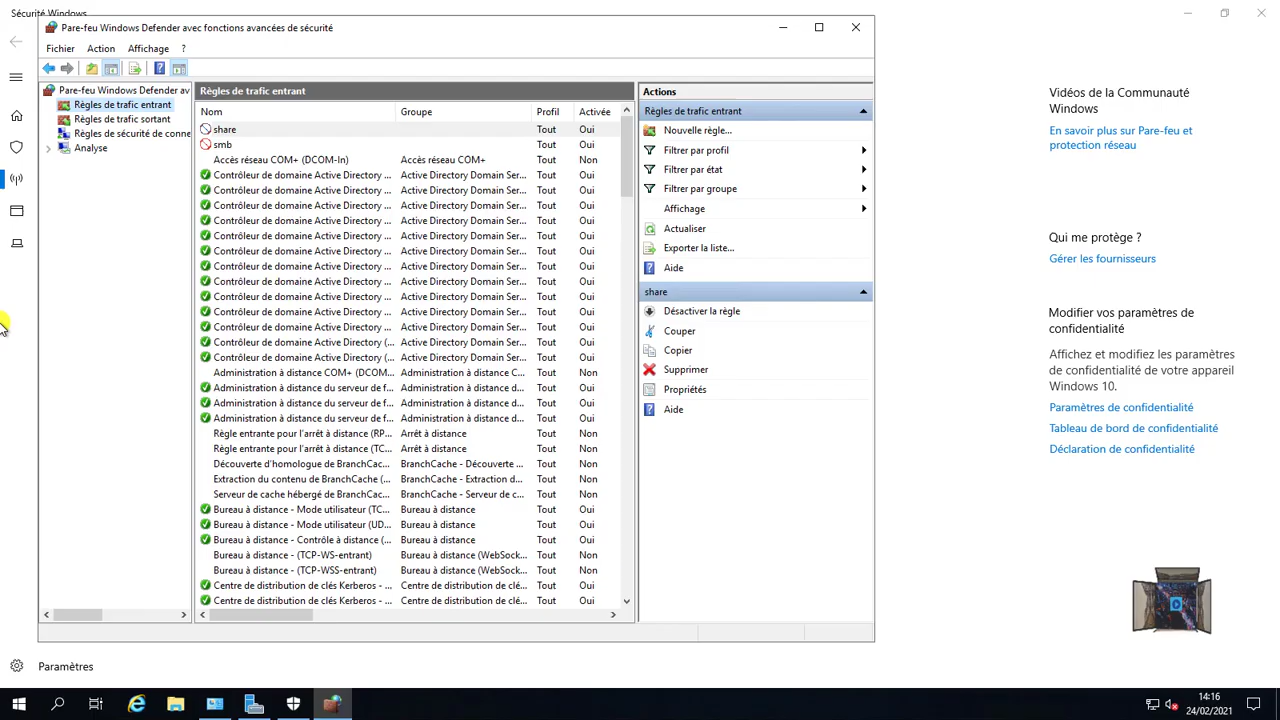 Sécurité Windows
Pare-feu Windows Defender avec fonctions avancées de sécurité
Fichier Action Affichage ?
Pare-feu Windows Defender av
Règles de trafic entrant
Règles de trafic sortant
Règles de sécurité de conne
Analyse
Règles de trafic entrant
Nom Groupe Profil Activée
share Tout Oui
smb Tout Oui
Accès réseau COM+ (DCOM-In) Accès réseau COM+ Tout Non
Contrôleur de domaine Active Directory ... Active Directory Domain Ser... Tout Oui
Contrôleur de domaine Active Directory ... Active Directory Domain Ser... Tout Oui
Contrôleur de domaine Active Directory ... Active Directory Domain Ser... Tout Oui
Contrôleur de domaine Active Directory ... Active Directory Domain Ser... Tout Oui
Contrôleur de domaine Active Directory ... Active Directory Domain Ser... Tout Oui
Contrôleur de domaine Active Directory ... Active Directory Domain Ser... Tout Oui
Contrôleur de domaine Active Directory ... Active Directory Domain Ser... Tout Oui
Contrôleur de domaine Active Directory ... Active Directory Domain Ser... Tout Oui
Contrôleur de domaine Active Directory ... Active Directory Domain Ser... Tout Oui
Contrôleur de domaine Active Directory ... Active Directory Domain Ser... Tout Oui
Contrôleur de domaine Active Directory ... Active Directory Domain Ser... Tout Oui
Contrôleur de domaine Active Directory (... Active Directory Domain Ser... Tout Oui
Contrôleur de domaine Active Directory (... Active Directory Domain Ser... Tout Oui
Administration à distance COM+ (DCOM... Administration à distance C... Tout Non
Administration à distance du serveur de f... Administration à distance d... Tout Oui
Administration à distance du serveur de f... Administration à distance d... Tout Oui
Administration à distance du serveur de f... Administration à distance d... Tout Oui
Règle entrante pour l'arrêt à distance (RP... Arrêt à distance Tout Non
Règle entrante pour l'arrêt à distance (TC... Arrêt à distance Tout Non
Découverte d'homologue de BranchCac... BranchCache - Découverte ... Tout Non
Extraction du contenu de BranchCache (... BranchCache - Extraction d... Tout Non
Serveur de cache hébergé de BranchCac... BranchCache - Serveur de c... Tout Non
Bureau à distance - Mode utilisateur (TC... Bureau à distance Tout Oui
Bureau à distance - Mode utilisateur (UD... Bureau à distance Tout Oui
Bureau à distance - Contrôle à distance (... Bureau à distance Tout Oui
Bureau à distance - (TCP-WS-entrant) Bureau à distance (WebSock... Tout Non
Bureau à distance - (TCP-WSS-entrant) Bureau à distance (WebSock... Tout Non
Centre de distribution de clés Kerberos - ... Centre de distribution de clé... Tout Oui
Centre de distribution de clés Kerberos - ... Centre de distribution de clé... Tout Oui
Actions
Règles de trafic entrant
Nouvelle règle...
Filtrer par profil
Filtrer par état
Filtrer par groupe
Affichage
Actualiser
Exporter la liste...
Aide
share
Désactiver la règle
Couper
Copier
Supprimer
Propriétés
Aide
Vidéos de la Communauté
Windows
En savoir plus sur Pare-feu et
protection réseau
Qui me protège ?
Gérer les fournisseurs
Modifier vos paramètres de
confidentialité
Affichez et modifiez les paramètres
de confidentialité de votre appareil
Windows 10.
Paramètres de confidentialité
Tableau de bord de confidentialité
Déclaration de confidentialité
Paramètres
14:16
24/02/2021